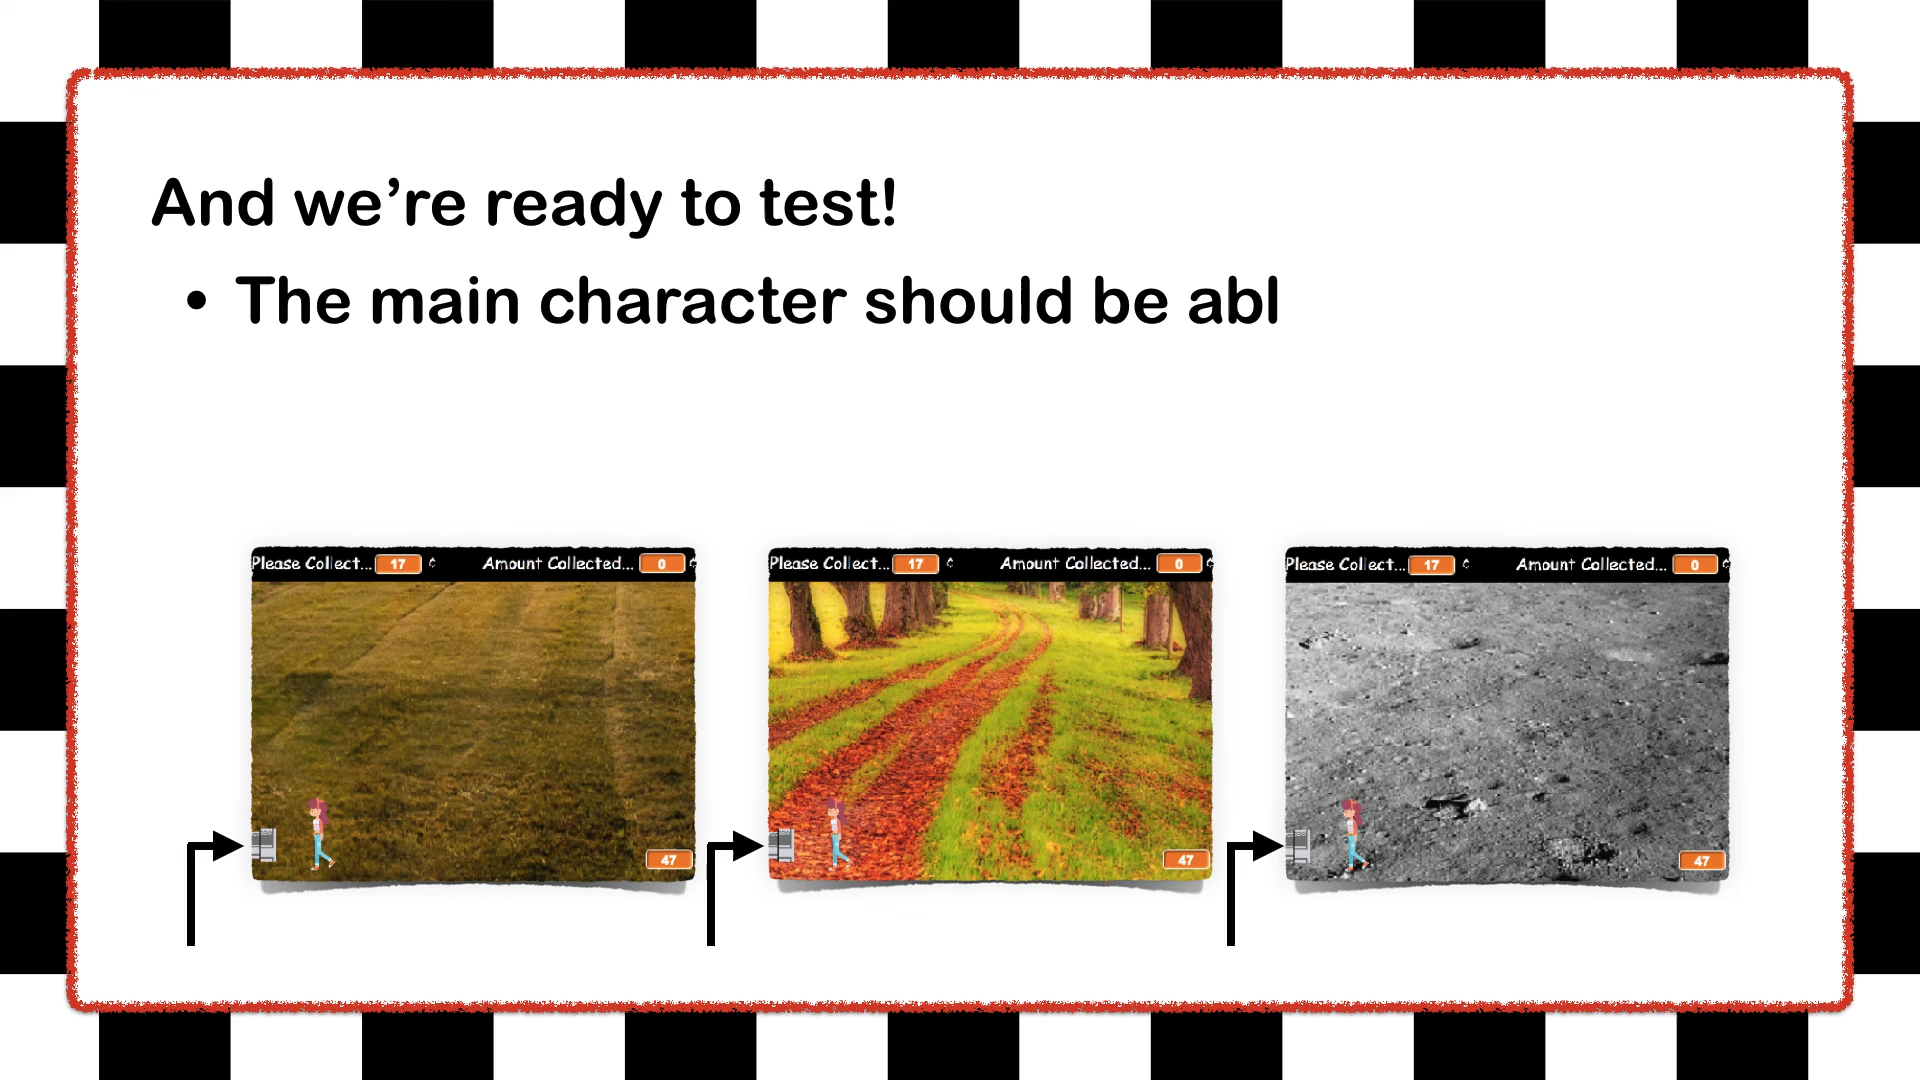 And we're ready to test!
• The main character should be abl
Please Collect... 17 ¢ Amount Collected... 0 ¢
47
Please Collect... 17 ¢ Amount Collected... 0 ¢
47
Please Collect... 17 ¢ Amount Collected... 0 ¢
47